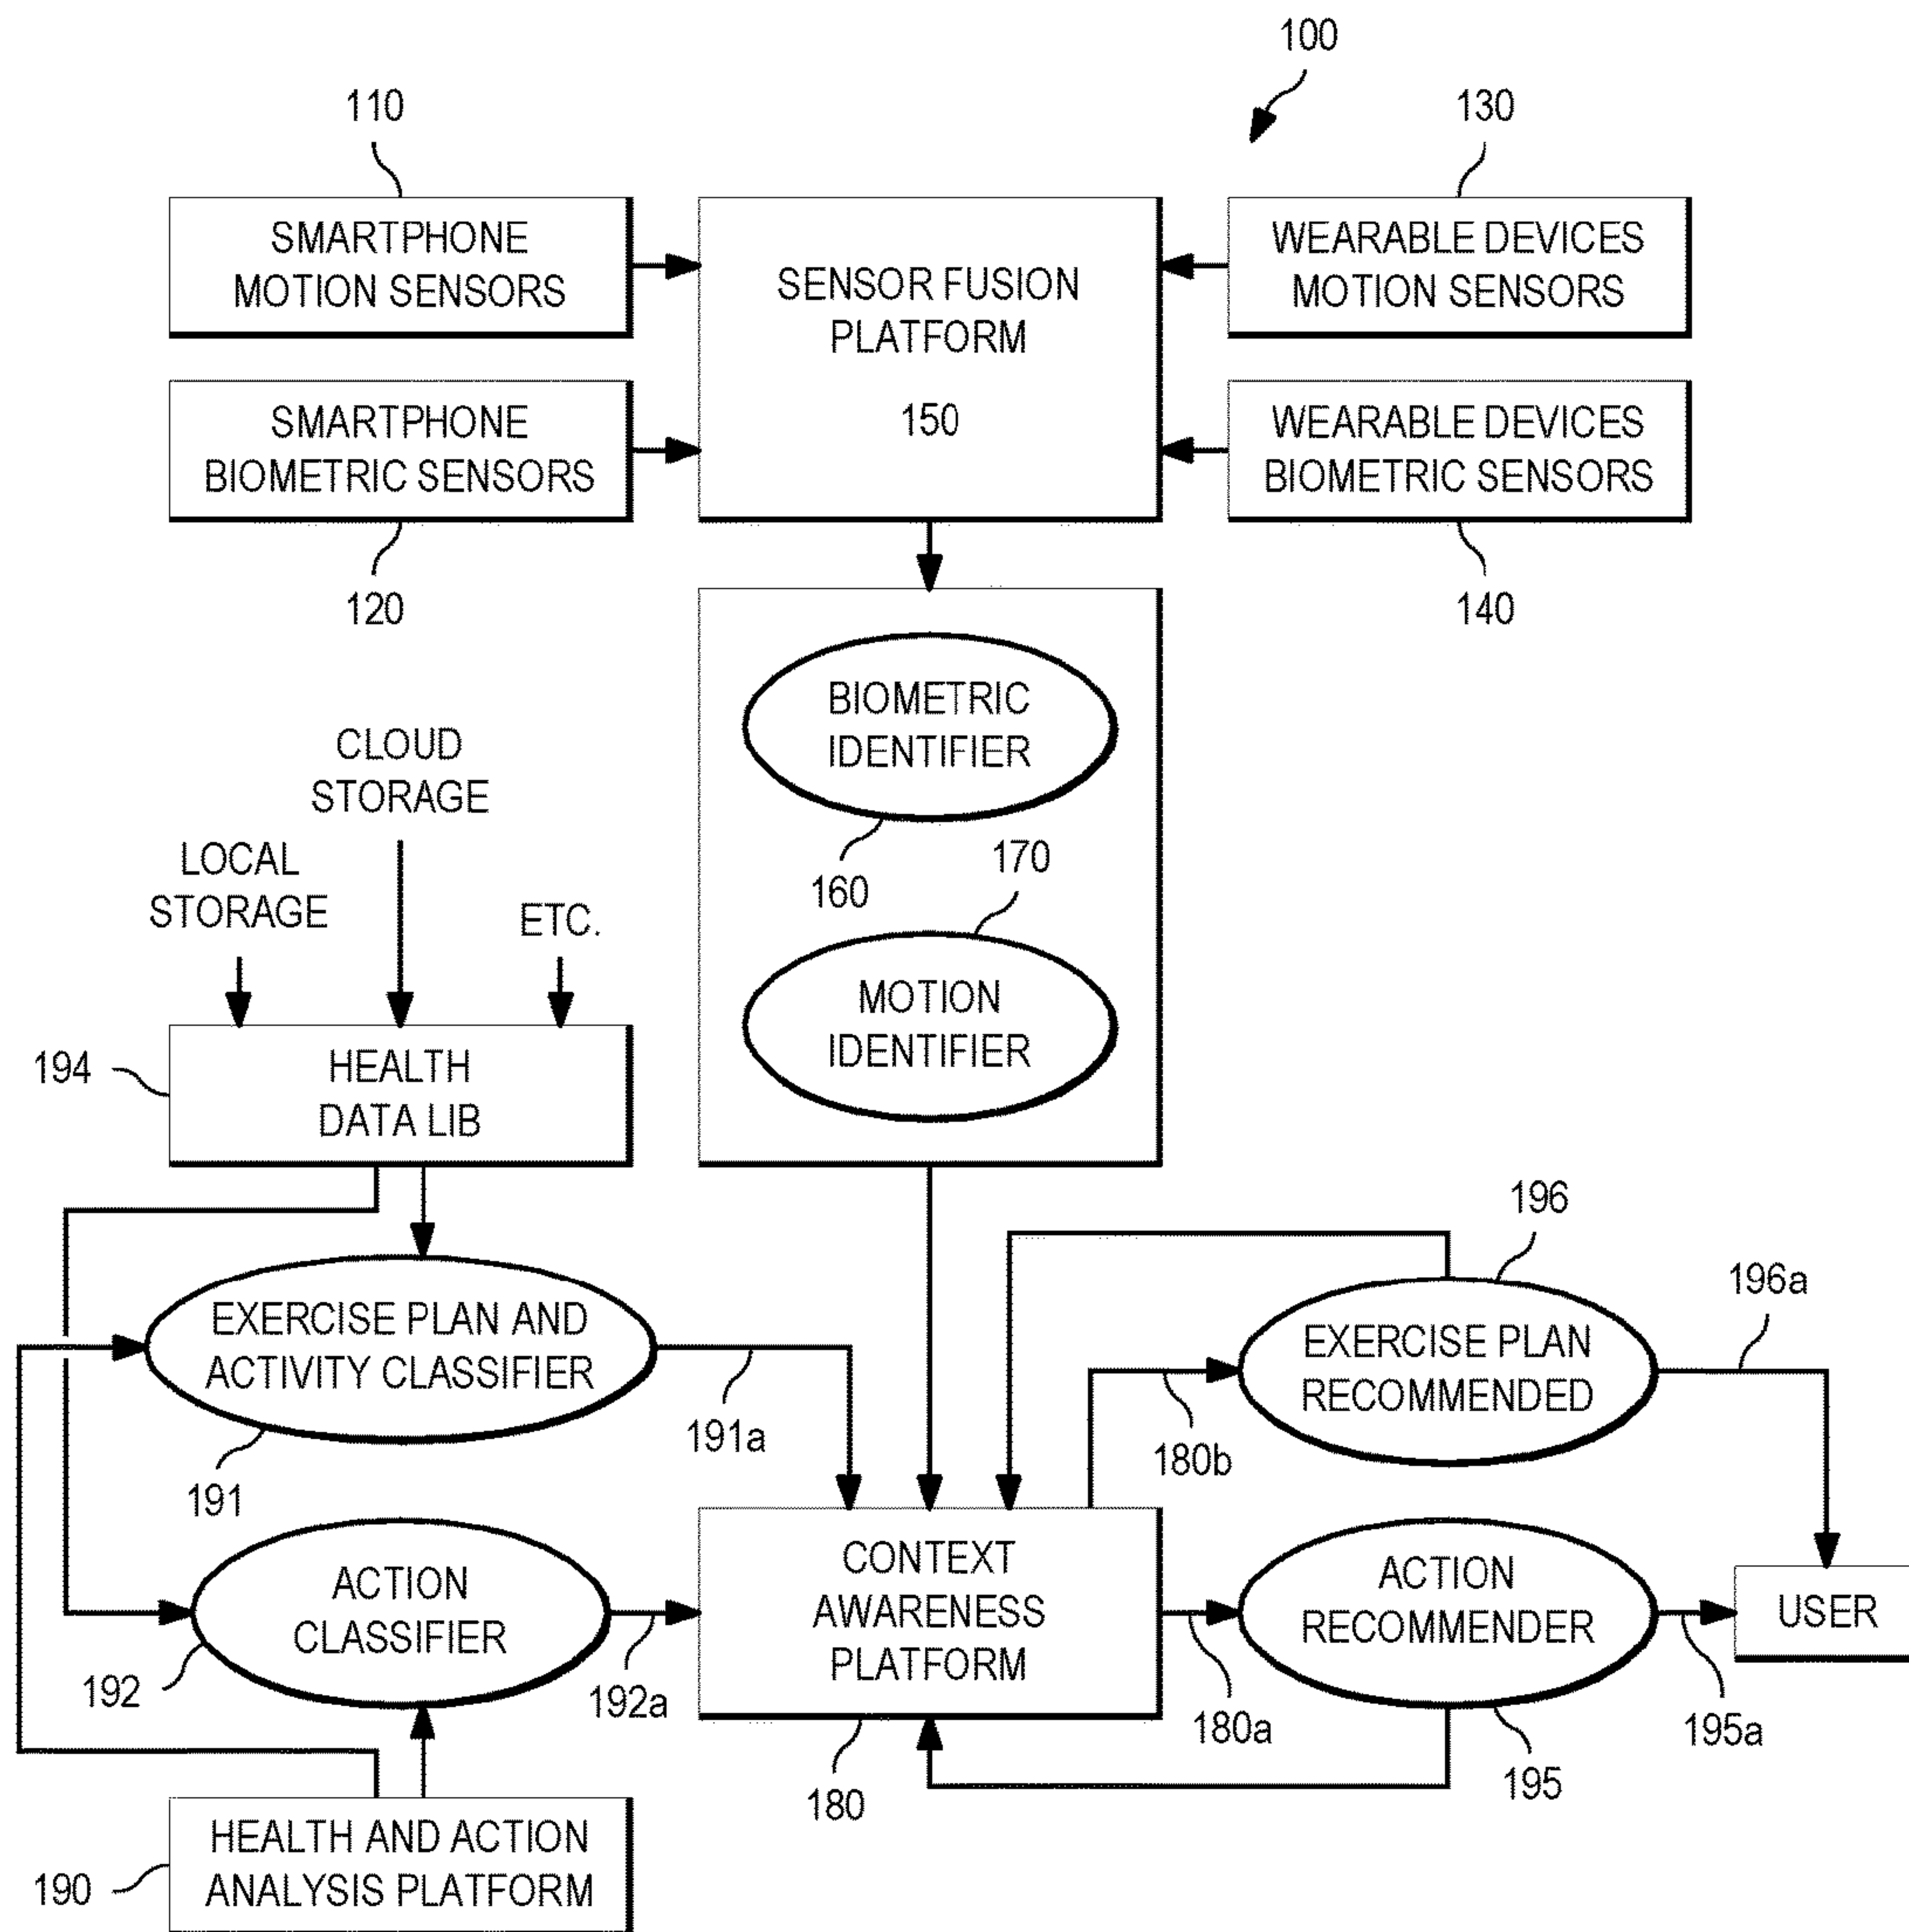 100
110
130
SMARTPHONE
MOTION SENSORS
SENSOR FUSION
PLATFORM
150
WEARABLE DEVICES
MOTION SENSORS
SMARTPHONE
BIOMETRIC SENSORS
WEARABLE DEVICES
BIOMETRIC SENSORS
120
140
BIOMETRIC
IDENTIFIER
160
170
MOTION
IDENTIFIER
CLOUD
STORAGE
LOCAL
STORAGE
ETC.
194
HEALTH
DATA LIB
EXERCISE PLAN AND
ACTIVITY CLASSIFIER
191
191a
196
196a
EXERCISE PLAN
RECOMMENDED
180b
ACTION
CLASSIFIER
192
192a
CONTEXT
AWARENESS
PLATFORM
180
180a
ACTION
RECOMMENDER
195
195a
USER
190
HEALTH AND ACTION
ANALYSIS PLATFORM